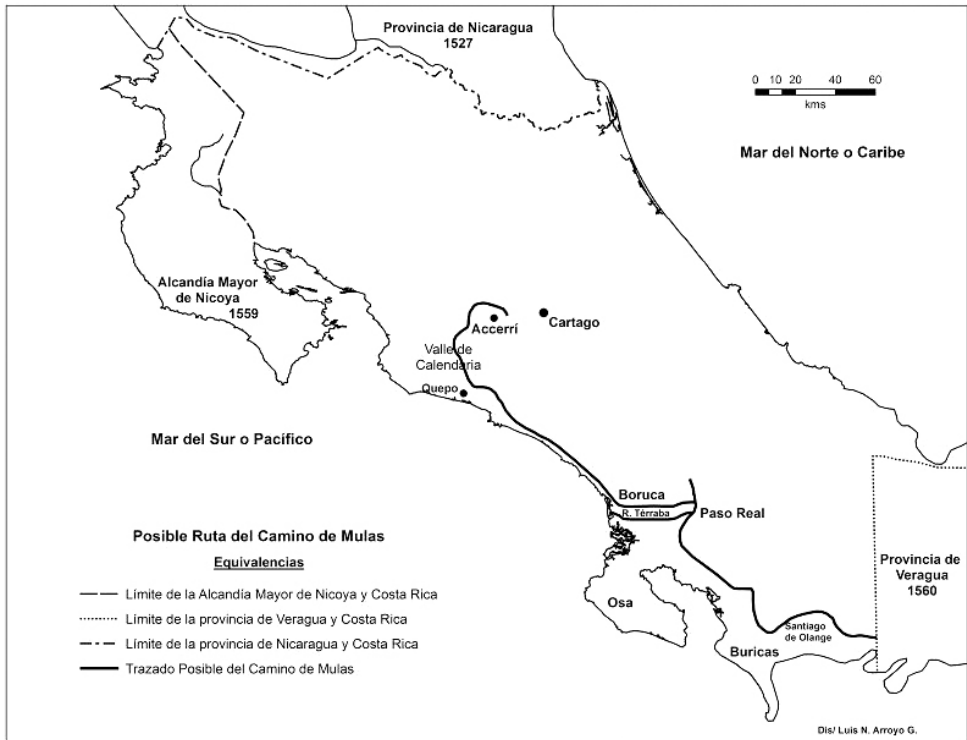 Provincia de Nicaragua
1527
0 10 20 40 60
kms
Mar del Norte o Caribe
Alcandía Mayor
de Nicoya
1559
Accerrí
Cartago
Valle de
Calendaria
Quepo
Mar del Sur o Pacífico
Boruca
R. Térraba
Paso Real
Posible Ruta del Camino de Mulas
Equivalencias
Límite de la Alcandía Mayor de Nicoya y Costa Rica
Límite de la provincia de Veragua y Costa Rica
Límite de la provincia de Nicaragua y Costa Rica
Trazado Posible del Camino de Mulas
Provincia de
Veragua
1560
Osa
Santiago
de Olange
Buricas
Dis/ Luis N. Arroyo G.